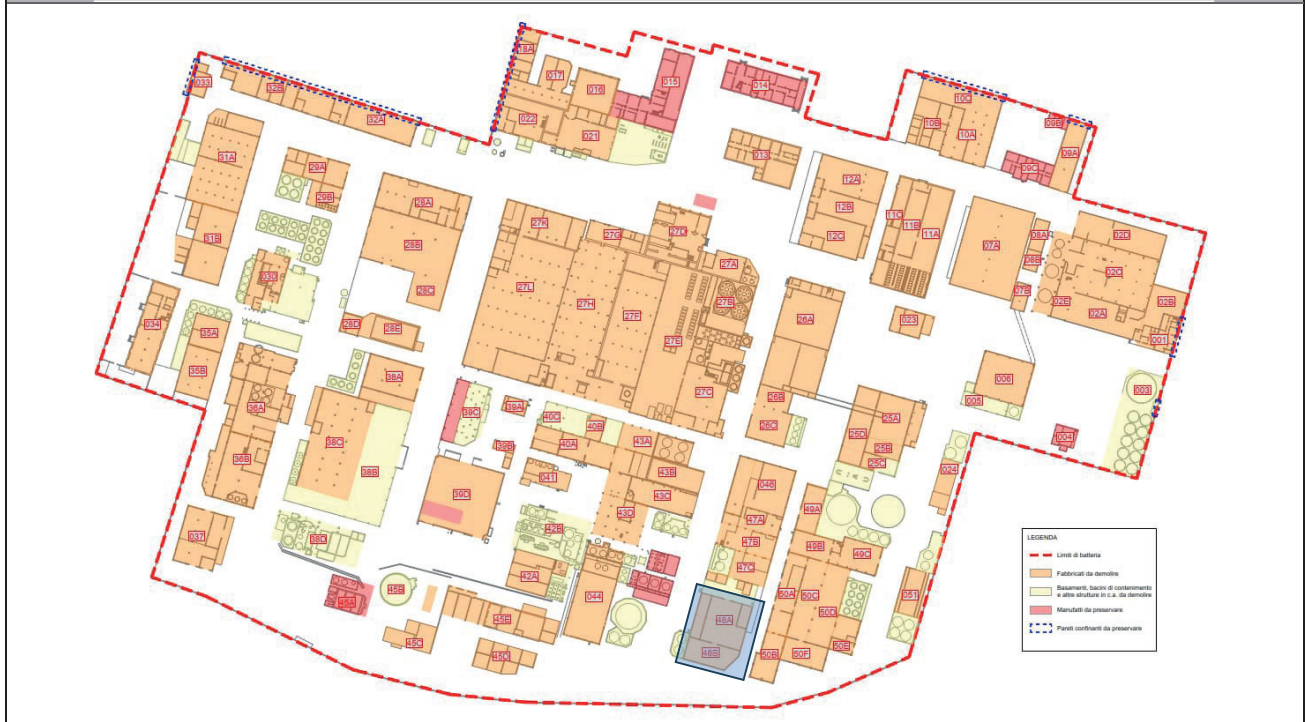 18A
017
016
015
014
033
32B
32A
022
021
10C
10B
10A
09B
09A
09C
013
31A
29A
29B
12A
12B
12C
11C
11B
11A
28A
28B
28C
27K
27G
27D
27A
27B
27L
27H
27F
27E
27C
07A
08A
08B
07B
02D
02C
02E
02A
02B
001
31B
030
034
35A
35B
28D
28E
26A
023
006
005
003
004
38A
36A
36B
38C
38B
39C
39A
39B
39D
40C
40B
40A
041
43A
43B
43C
43D
26B
26C
25A
25D
25B
25C
024
046
47A
47B
47C
49A
49B
49C
037
38D
42B
42A
044
45B
45E
45C
45D
48A
50A
50C
50D
50E
50F
50B
051
LEGENDA
Limiti di batteria
Fabbricati da demolire
Basamenti, bacini di contenimento
e altre strutture in c.a. da demolire
Manufatti da preservare
Pareti confinanti da preservare